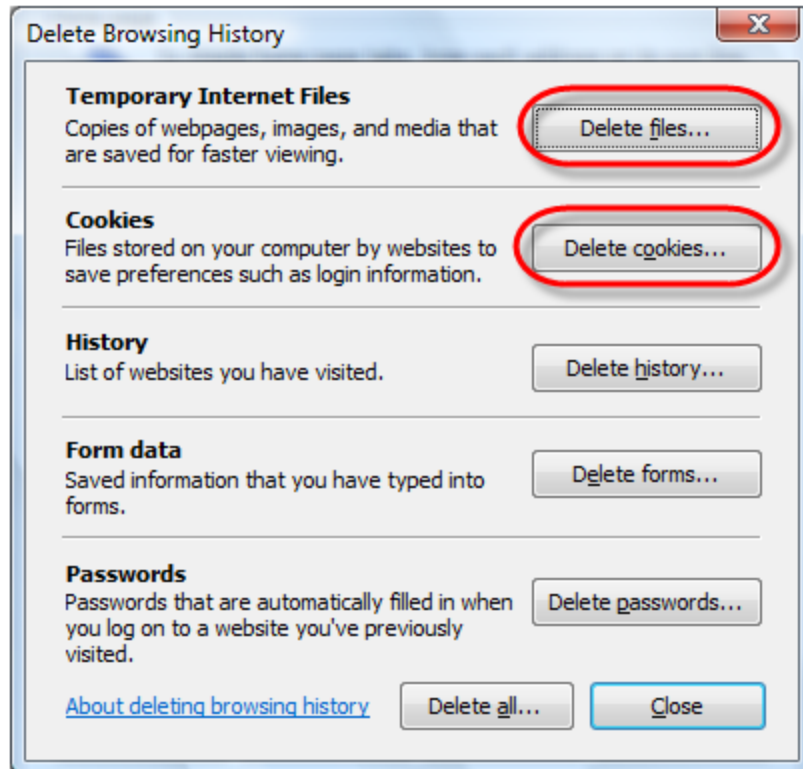 Delete Browsing History
Temporary Internet Files
Copies of webpages, images, and media that
are saved for faster viewing.
Delete files...
Cookies
Files stored on your computer by websites to
save preferences such as login information.
Delete cookies...
History
List of websites you have visited.
Delete history...
Form data
Saved information that you have typed into
forms.
Delete forms...
Passwords
Passwords that are automatically filled in when
you log on to a website you've previously
visited.
Delete passwords...
About deleting browsing history
Delete all...
Close